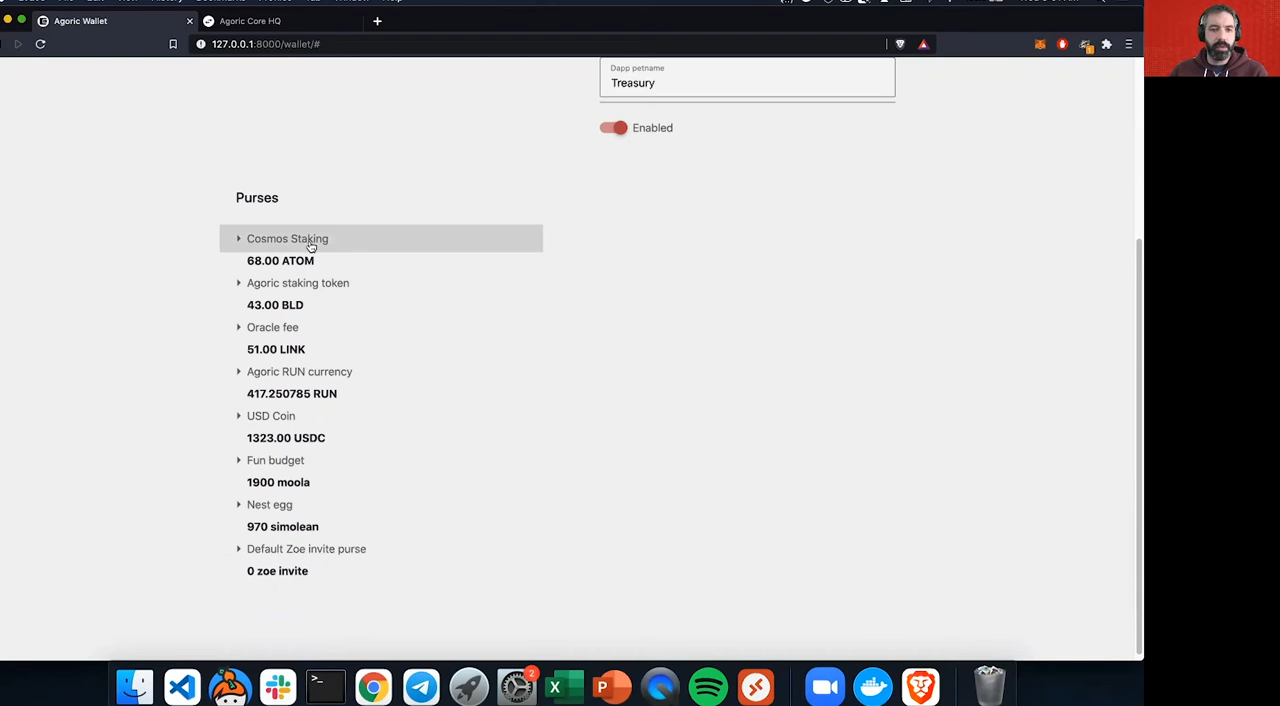 Agoric Wallet
Agoric Core HQ
127.0.0.1:8000/wallet/#
1
Dapp petname
Treasury
Enabled
Purses
Cosmos Staking
68.00 ATOM
Agoric staking token
43.00 BLD
Oracle fee
51.00 LINK
Agoric RUN currency
417.250785 RUN
USD Coin
1323.00 USDC
Fun budget
1900 moola
Nest egg
970 simolean
Default Zoe invite purse
0 zoe invite
2